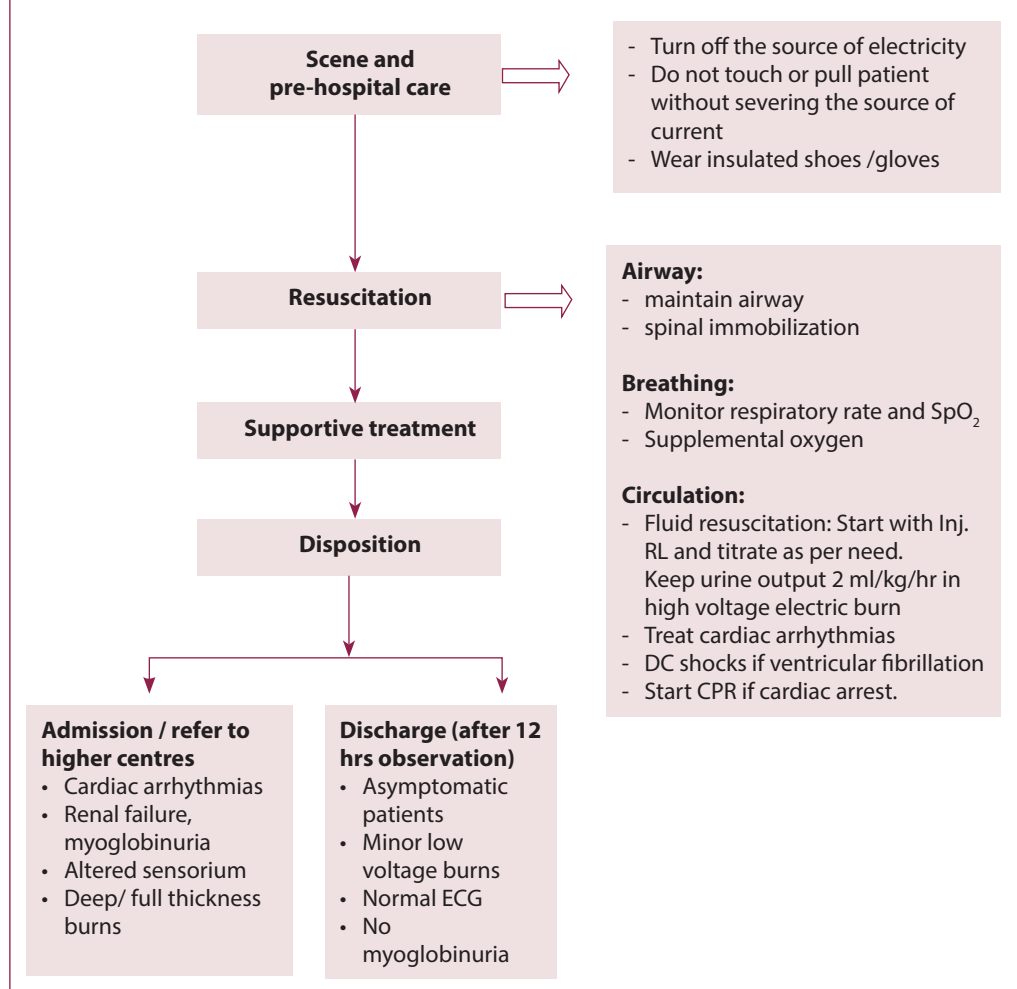 Scene and
pre-hospital care
- Turn off the source of electricity
- Do not touch or pull patient
without severing the source of
current
- Wear insulated shoes /gloves
Resuscitation
Airway:
- maintain airway
- spinal immobilization
Breathing:
- Monitor respiratory rate and SpO₂
- Supplemental oxygen
Circulation:
- Fluid resuscitation: Start with Inj.
RL and titrate as per need.
Keep urine output 2 ml/kg/hr in
high voltage electric burn
- Treat cardiac arrhythmias
- DC shocks if ventricular fibrillation
- Start CPR if cardiac arrest.
Supportive treatment
Disposition
Admission / refer to
higher centres
• Cardiac arrhythmias
• Renal failure,
myoglobinuria
• Altered sensorium
• Deep/ full thickness
burns
Discharge (after 12
hrs observation)
• Asymptomatic
patients
• Minor low
voltage burns
• Normal ECG
• No
myoglobinuria